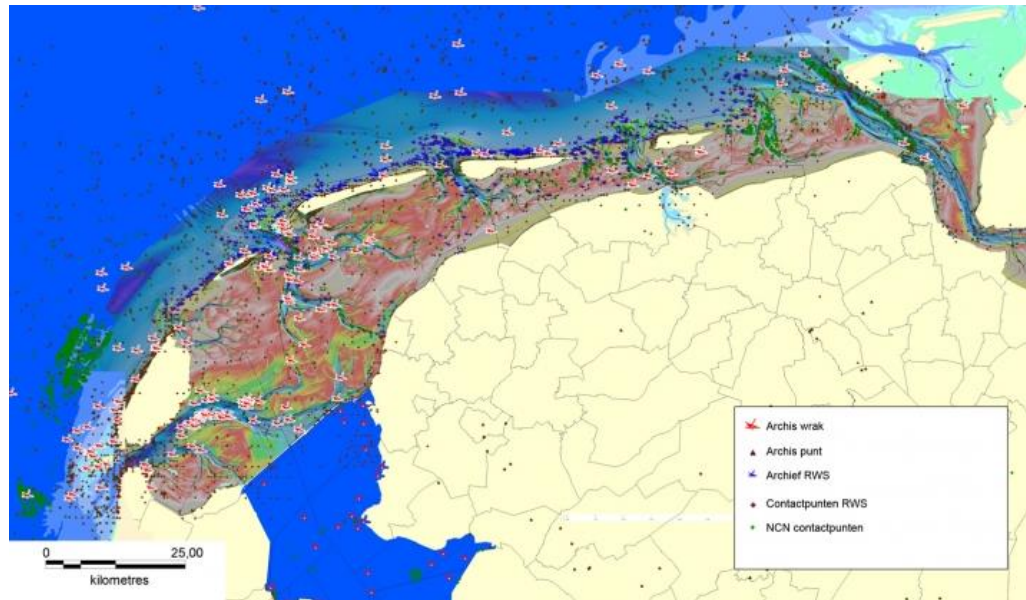 Archis wrak
Archis punt
Archief RWS
Contactpunten RWS
NCN contactpunten
0 25,00
kilometres